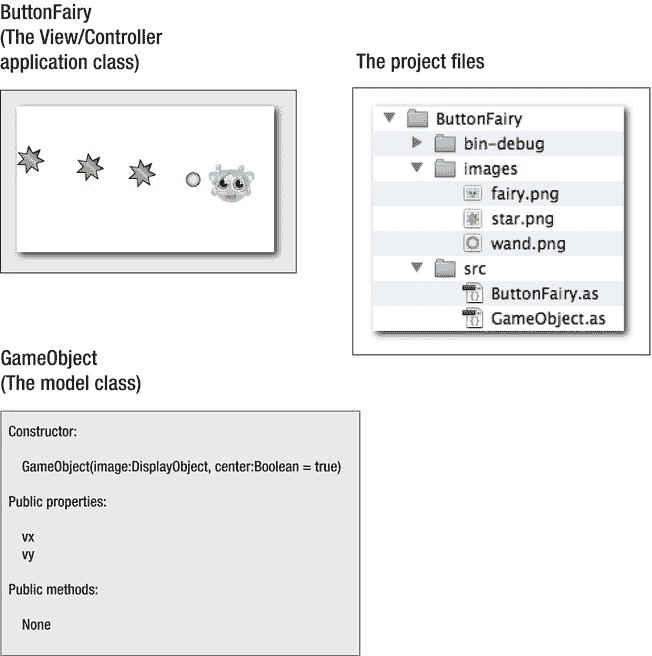 ButtonFairy
(The View/Controller
application class)
The project files
ButtonFairy
bin-debug
images
fairy.png
star.png
wand.png
src
ButtonFairy.as
GameObject.as
GameObject
(The model class)
Constructor:
GameObject(image:DisplayObject, center:Boolean = true)
Public properties:
vx
vy
Public methods:
None